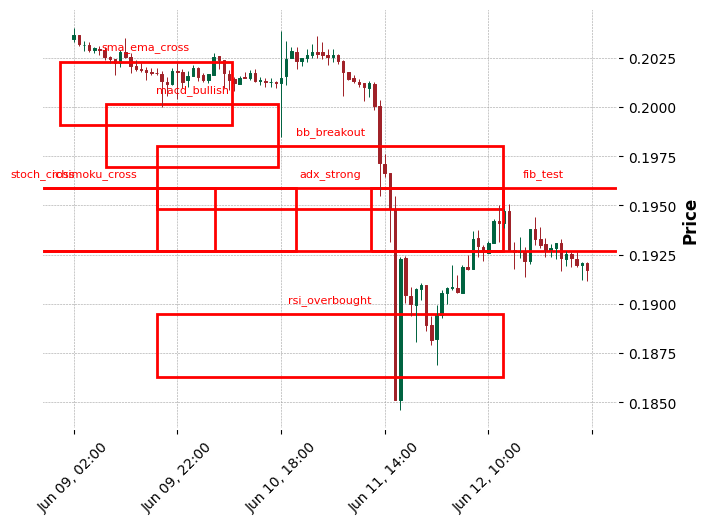 sma_ema_cross
macd_bullish
bb_breakout
stoch_cross
ichimoku_cross
adx_strong
fib_test
rsi_overbought
0.2025
0.2000
0.1975
0.1950
0.1925
0.1900
0.1875
0.1850
Price
Jun 09, 02:00
Jun 09, 22:00
Jun 10, 18:00
Jun 11, 14:00
Jun 12, 10:00